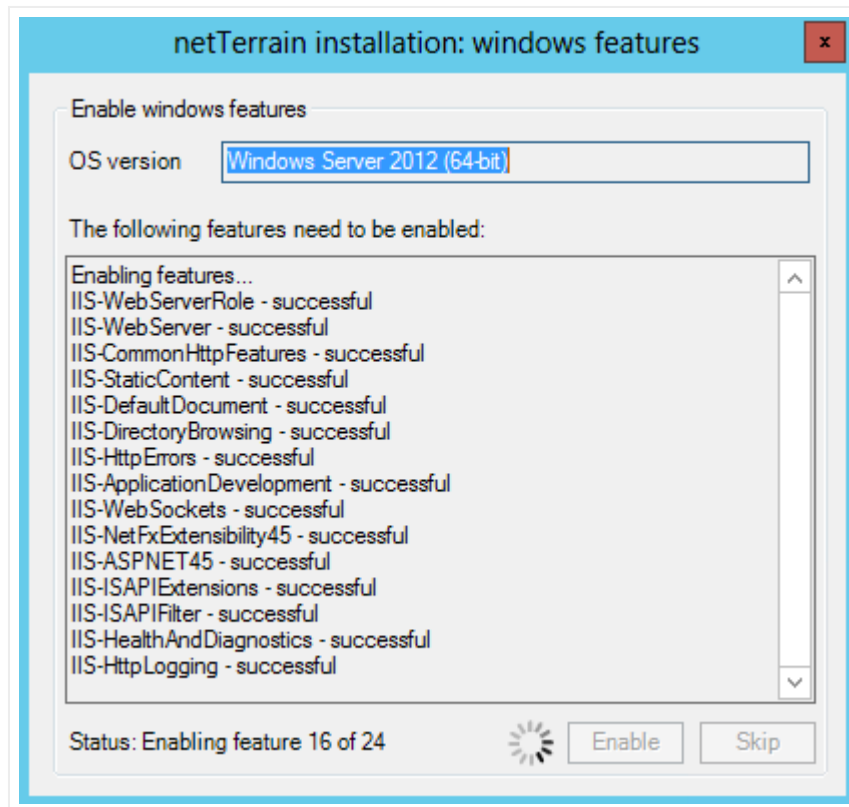 netTerrain installation: windows features
x
Enable windows features
OS version Windows Server 2012 (64-bit)
The following features need to be enabled:
Enabling features...
IIS-WebServerRole - successful
IIS-WebServer - successful
IIS-CommonHttpFeatures - successful
IIS-StaticContent - successful
IIS-DefaultDocument - successful
IIS-DirectoryBrowsing - successful
IIS-HttpErrors - successful
IIS-ApplicationDevelopment - successful
IIS-WebSockets - successful
IIS-NetFxExtensibility45 - successful
IIS-ASPNET45 - successful
IIS-ISAPIExtensions - successful
IIS-ISAPIFilter - successful
IIS-HealthAndDiagnostics - successful
IIS-HttpLogging - successful
Status: Enabling feature 16 of 24 Enable Skip